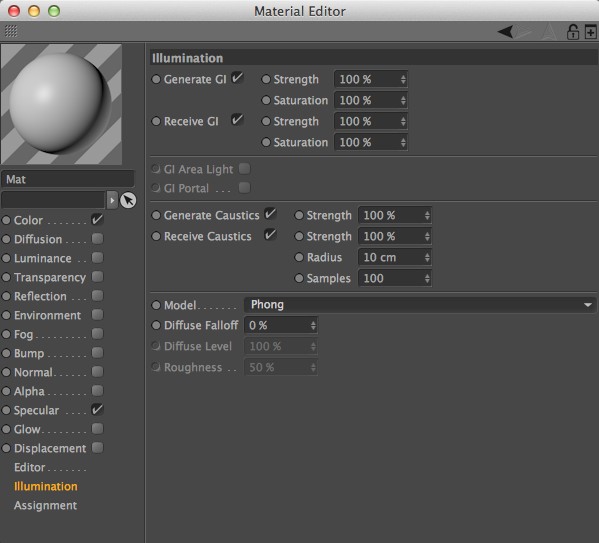 Material Editor
Mat
Color . . . . . . .
Diffusion . . . .
Luminance . .
Transparency
Reflection . . .
Environment
Fog . . . . . . . . .
Bump . . . . . . .
Normal. . . . . .
Alpha. . . . . . .
Specular . . . .
Glow. . . . . . . .
Displacement
Editor . . . . . . .
Illumination
Assignment
Illumination
Generate GI Strength 100 %
Saturation 100 %
Receive GI Strength 100 %
Saturation 100 %
GI Area Light
GI Portal . . .
Generate Caustics Strength 100 %
Receive Caustics Strength 100 %
Radius 10 cm
Samples 100
Model. . . . . . . Phong
Diffuse Falloff 0 %
Diffuse Level 100 %
Roughness . . 50 %